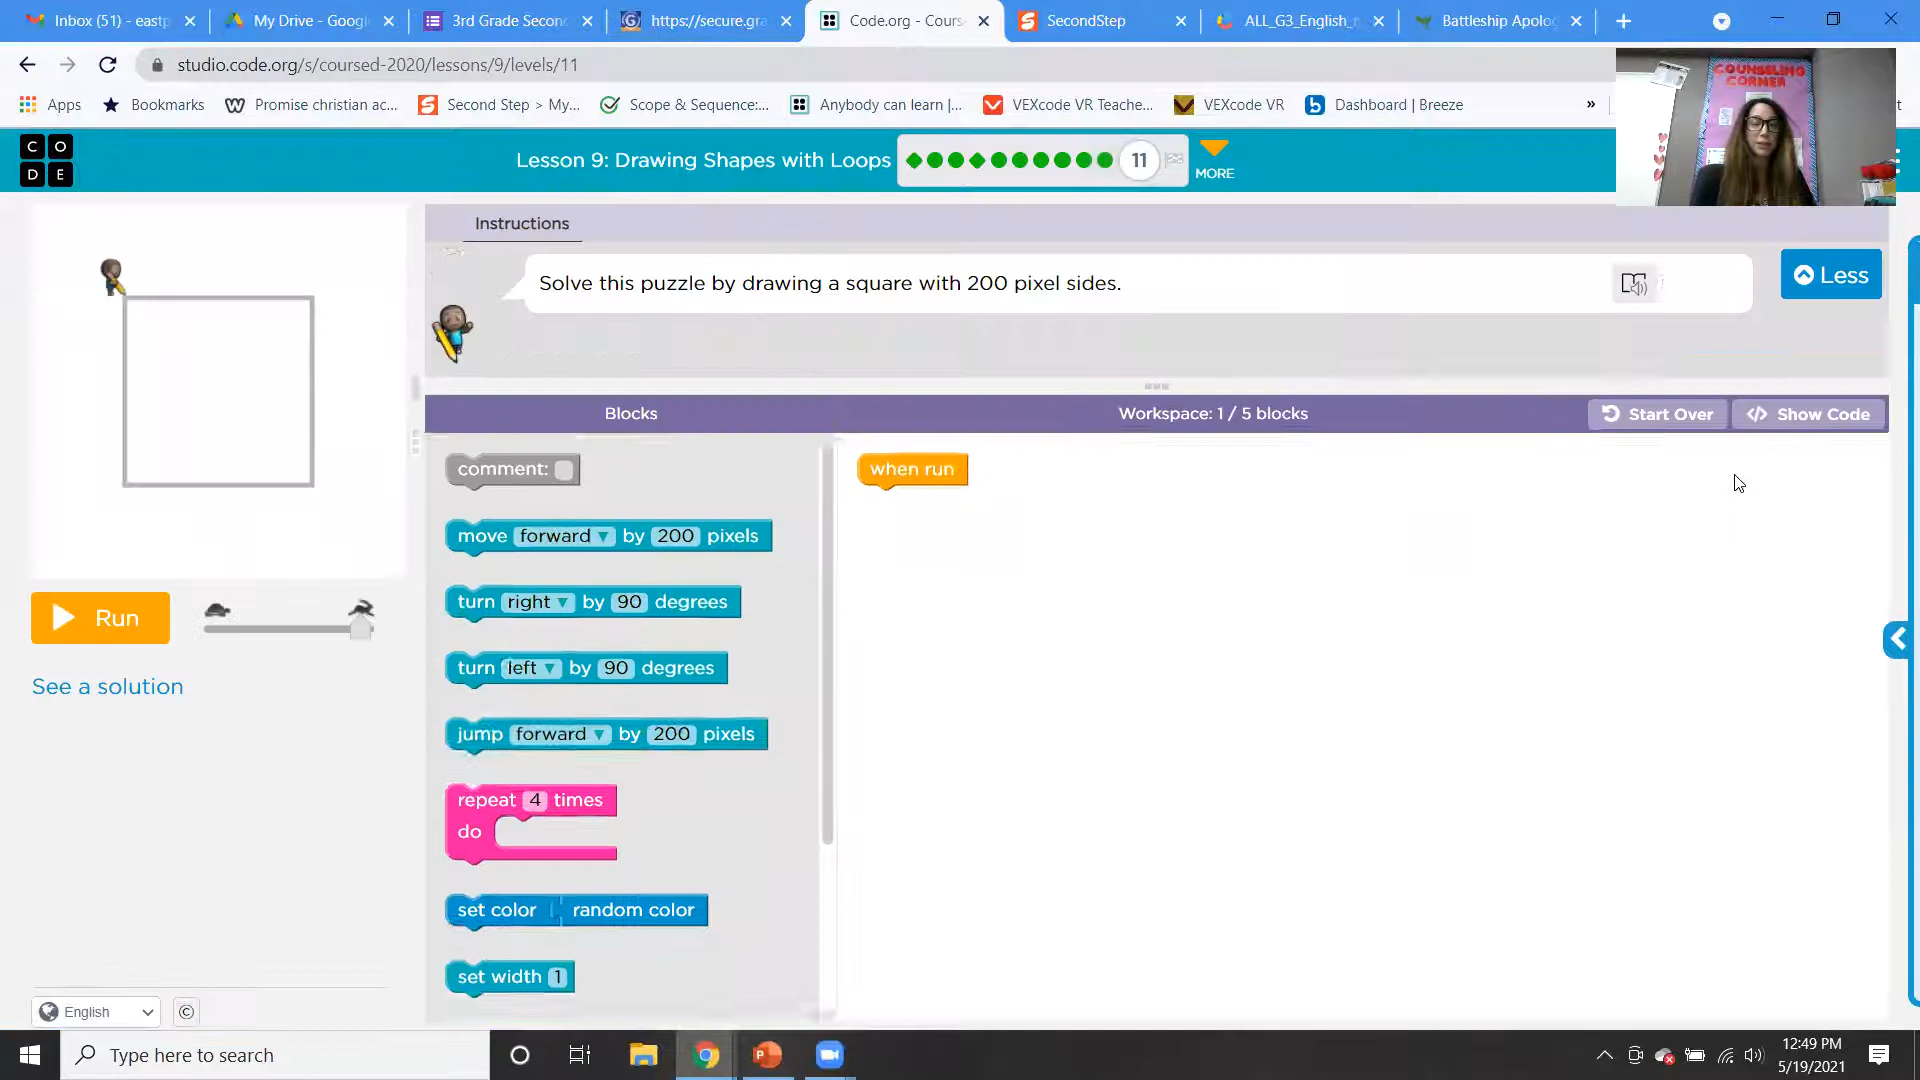 Inbox (51) - eastp
My Drive - Google
3rd Grade Second
https://secure.gra
Code.org - Cours
SecondStep
ALL_G3_English_
Battleship Apolog
studio.code.org/s/coursed-2020/lessons/9/levels/11
Apps
Bookmarks
Promise christian ac...
Second Step > My...
Scope & Sequence:...
Anybody can learn |...
VEXcode VR Teache...
VEXcode VR
Dashboard | Breeze
»
COUNSELING
CORNER
C O
D E
Lesson 9: Drawing Shapes with Loops
11
MORE
Instructions
Solve this puzzle by drawing a square with 200 pixel sides.
Less
Blocks
Workspace: 1 / 5 blocks
Start Over
Show Code
comment:
when run
move forward by 200 pixels
turn right by 90 degrees
turn left by 90 degrees
jump forward by 200 pixels
repeat 4 times
do
set color random color
set width 1
Run
See a solution
English
©
Type here to search
12:49 PM
5/19/2021